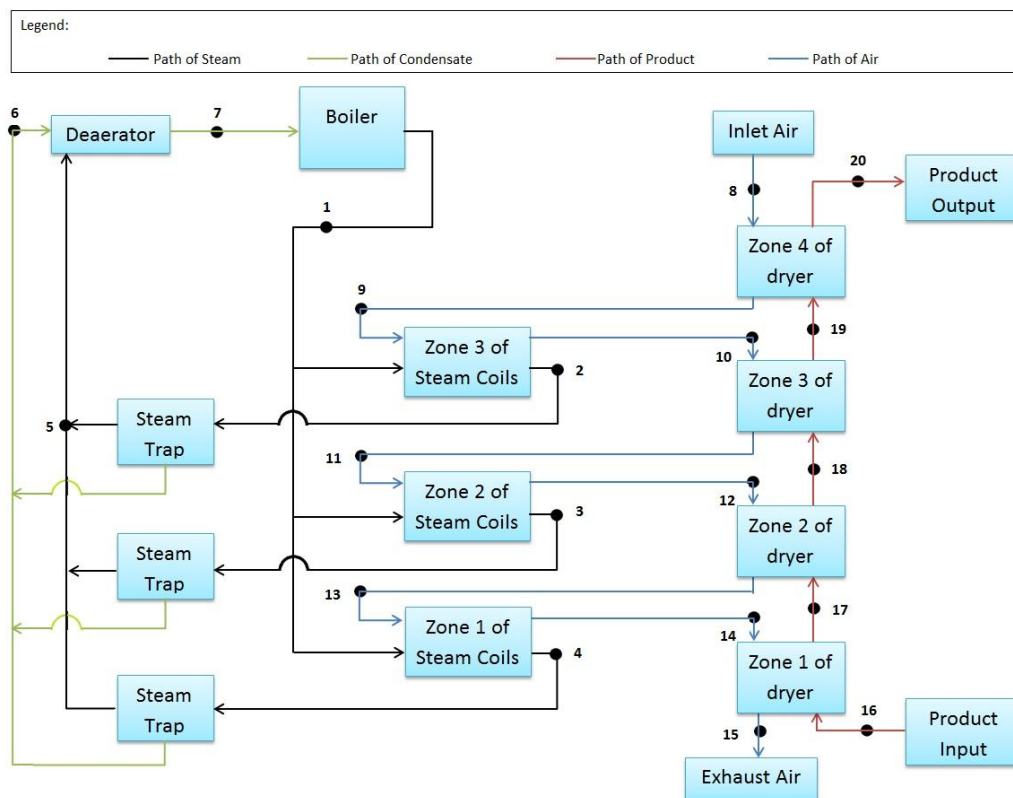 Legend:
Path of Steam
Path of Condensate
Path of Product
Path of Air
6
7
Deaerator
Boiler
Inlet Air
20
Product
Output
8
1
Zone 4 of
dryer
9
19
Zone 3 of
Steam Coils
2
10
Zone 3 of
dryer
5
Steam
Trap
11
18
Zone 2 of
Steam Coils
3
12
Zone 2 of
dryer
Steam
Trap
13
17
Zone 1 of
Steam Coils
4
14
Zone 1 of
dryer
Steam
Trap
15
16
Product
Input
Exhaust Air